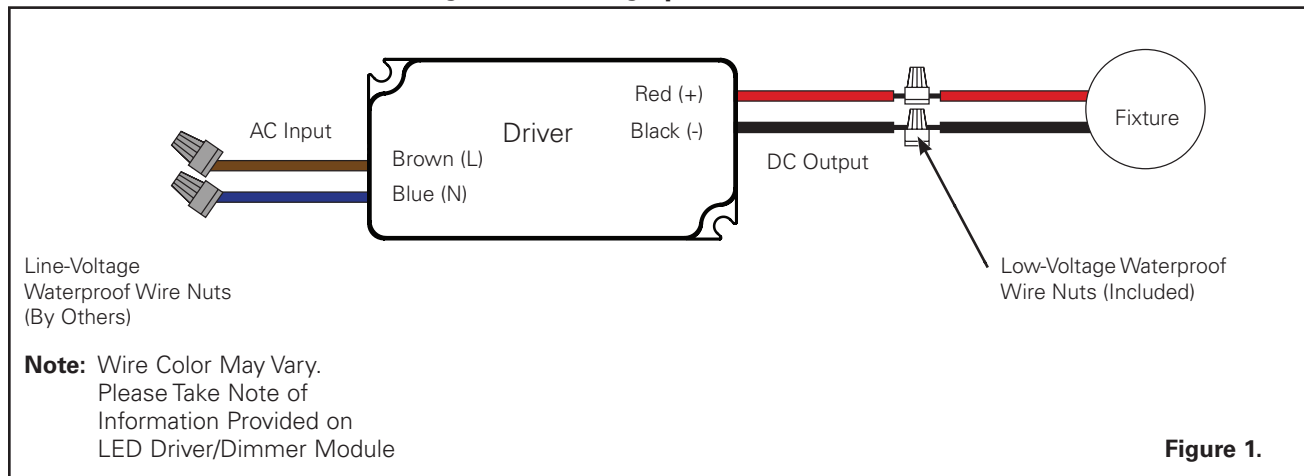 AC Input
Driver
Brown (L)
Blue (N)
Red (+)
Black (-)
DC Output
Fixture
Line-Voltage
Waterproof Wire Nuts
(By Others)
Low-Voltage Waterproof
Wire Nuts (Included)
Note: Wire Color May Vary.
Please Take Note of
Information Provided on
LED Driver/Dimmer Module
Figure 1.